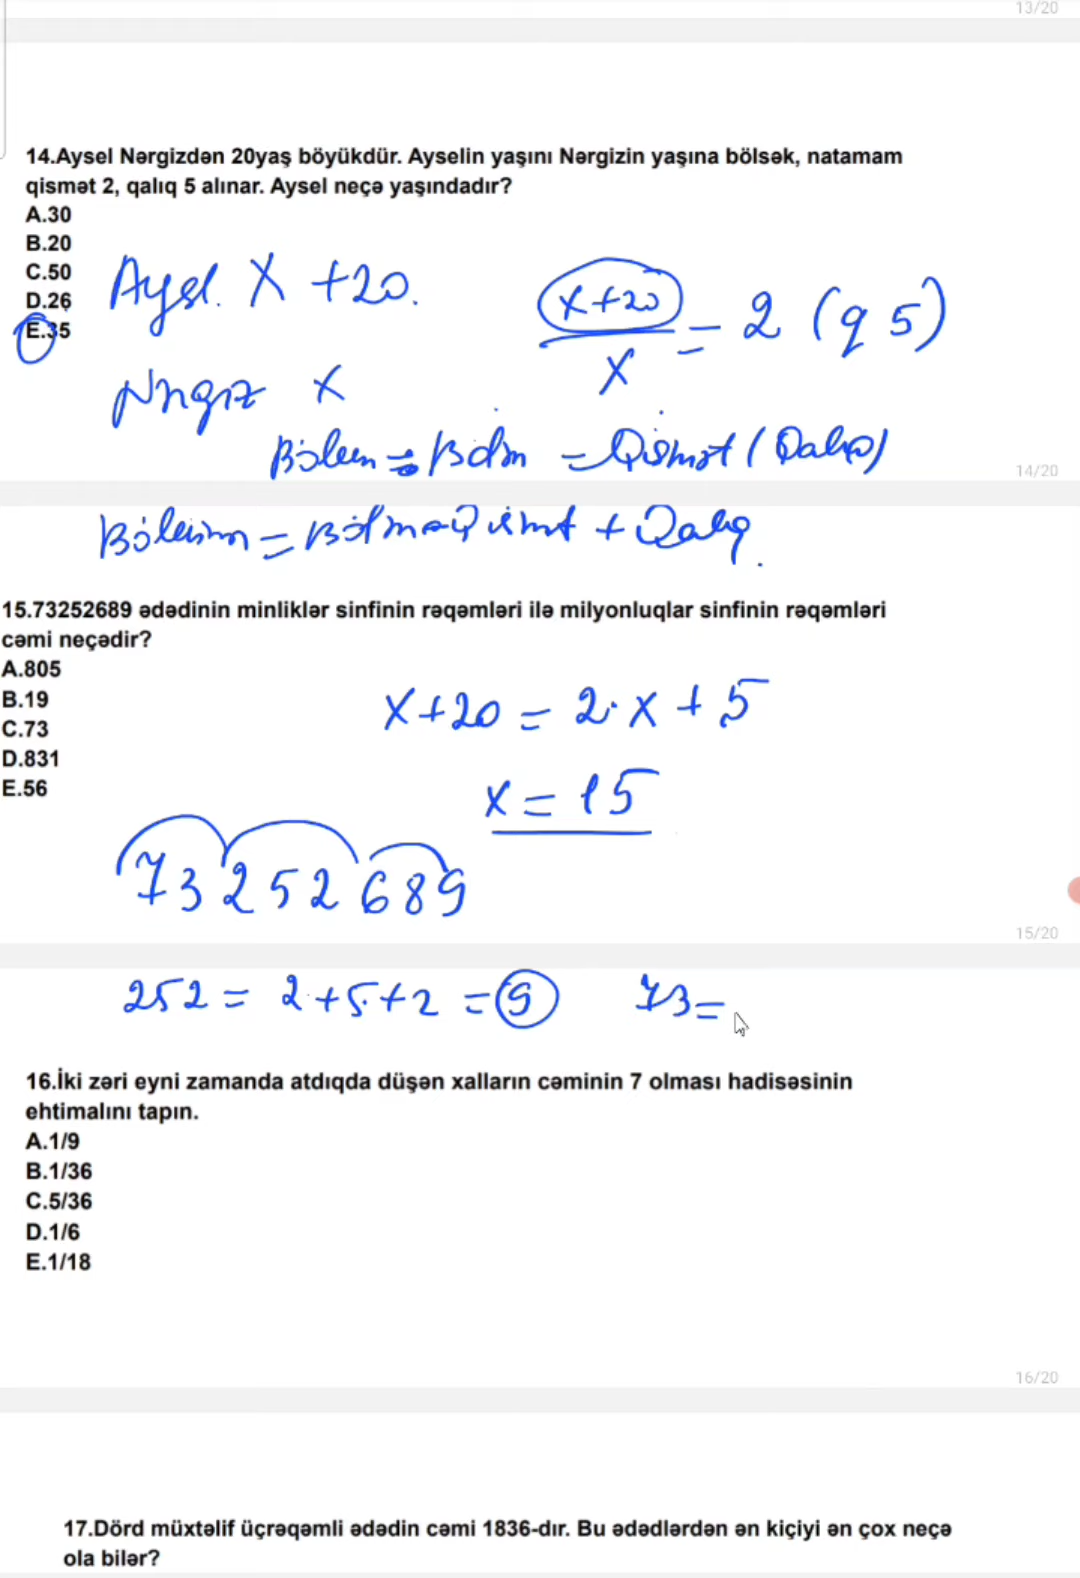 13/20
14.Aysel Nərgizdən 20yaş böyükdür. Ayselin yaşını Nərgizin yaşına bölsək, natamam
qismət 2, qalıq 5 alınar. Aysel neçə yaşındadır?
A.30
B.20
C.50
D.26
E.35
Aysl. X +20.
x+20 / x = 2 (q 5)
Nrgiz x
= Qismət (Qalıq)
14/20
+ Qalıq.
15.73252689 ədədinin minliklər sinfinin rəqəmləri ilə milyonluqlar sinfinin rəqəmləri
cəmi neçədir?
A.805
B.19
C.73
D.831
E.56
x+20 = 2·x + 5
x = 15
73 252 689
15/20
252 = 2+5+2 = 9 73=
16.İki zəri eyni zamanda atdıqda düşən xalların cəminin 7 olması hadisəsinin
ehtimalını tapın.
A.1/9
B.1/36
C.5/36
D.1/6
E.1/18
16/20
17.Dörd müxtəlif üçrəqəmli ədədin cəmi 1836-dır. Bu ədədlərdən ən kiçiyi ən çox neçə
ola bilər?